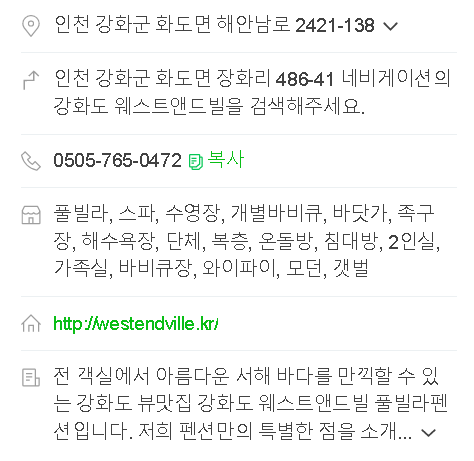 인천 강화군 화도면 해안남로 2421-138
인천 강화군 화도면 장화리 486-41 네비게이션의
강화도 웨스트앤드빌을 검색해주세요.
0505-765-0472 복사
풀빌라, 스파, 수영장, 개별바비큐, 바닷가, 족구
장, 해수욕장, 단체, 복층, 온돌방, 침대방, 2인실,
가족실, 바비큐장, 와이파이, 모던, 갯벌
http://westendville.kr/
전 객실에서 아름다운 서해 바다를 만끽할 수 있
는 강화도 뷰맛집 강화도 웨스트앤드빌 풀빌라펜
션입니다. 저희 펜션만의 특별한 점을 소개...